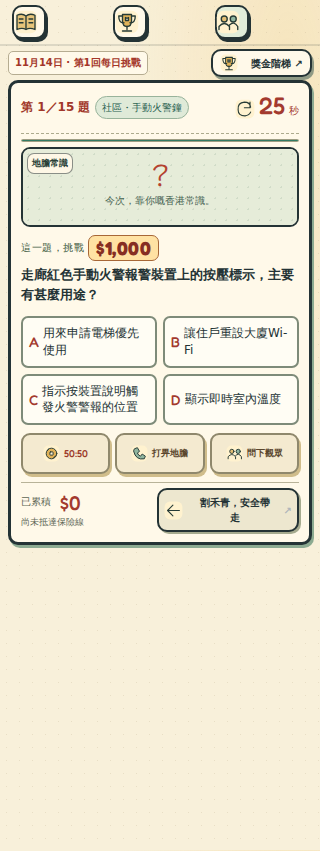 11月14日 · 第1回每日挑戰
獎金階梯 ↗
第 1／15 題
社區 · 手動火警鐘
25 秒
地膽常識
?
今次，靠你嘅香港常識。
這一題，挑戰 $1,000
走廊紅色手動火警報警裝置上的按壓標示，主要
有甚麼用途？
A 用來申請電梯優先
使用
B 讓住戶重設大廈Wi-
Fi
C 指示按裝置說明觸
發火警警報的位置
D 顯示即時室內溫度
50:50
打畀地膽
問下觀眾
已累積 $0
尚未抵達保險線
割禾青，安全帶
走
↗